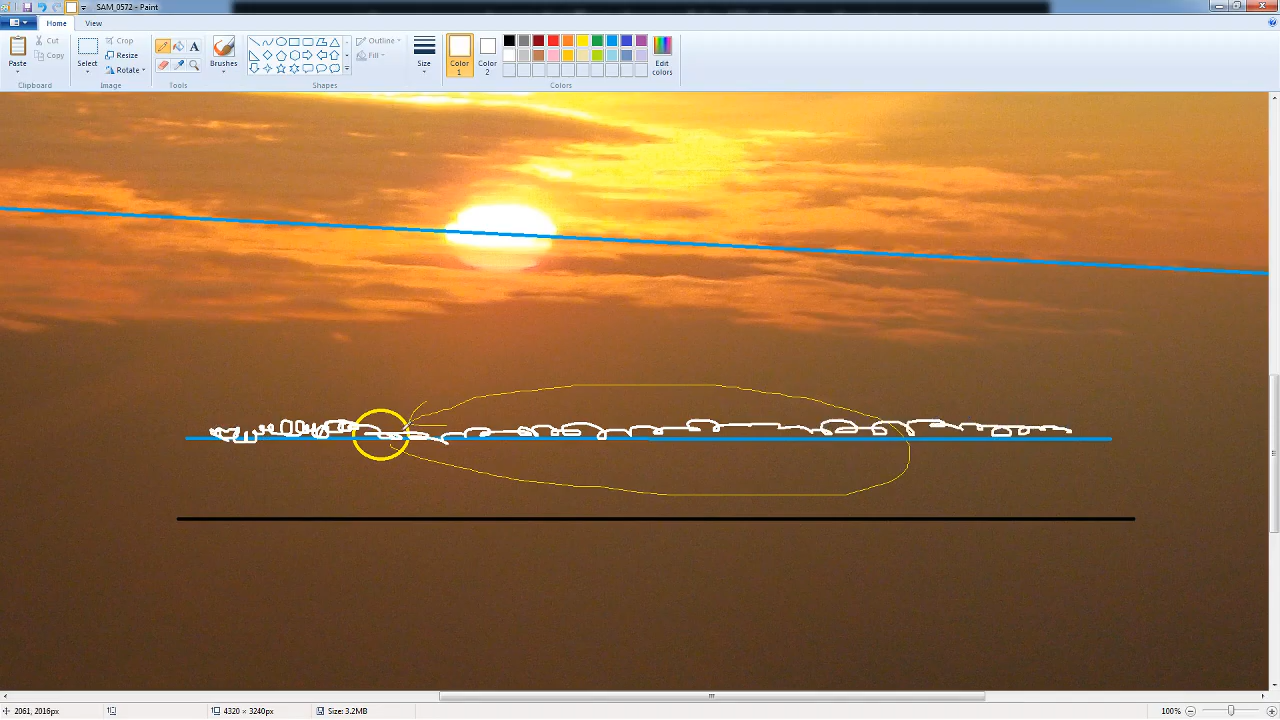 SAM_0572 - Paint
Home View
Paste
Cut
Copy
Clipboard
Select
Crop
Resize
Rotate
Image
A
Tools
Brushes
Shapes
Outline
Fill
Size
Color 1
Color 2
Edit colors
Colors
2061, 2016px
4320 × 3240px
Size: 3.2MB
100%